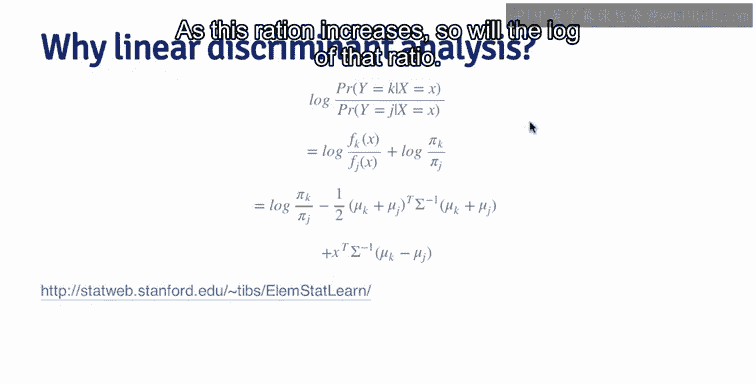 As this ration increases, so will the log
of that ratio.
Why linear discriminant analysis?
log Pr(Y = k|X = x) / Pr(Y = j|X = x)
= log f_k(x) / f_j(x) + log π_k / π_j
= log π_k / π_j − 1/2 (μ_k + μ_j)^T Σ^−1 (μ_k + μ_j)
+x^T Σ^−1 (μ_k − μ_j)
http://statweb.stanford.edu/~tibs/ElemStatLearn/